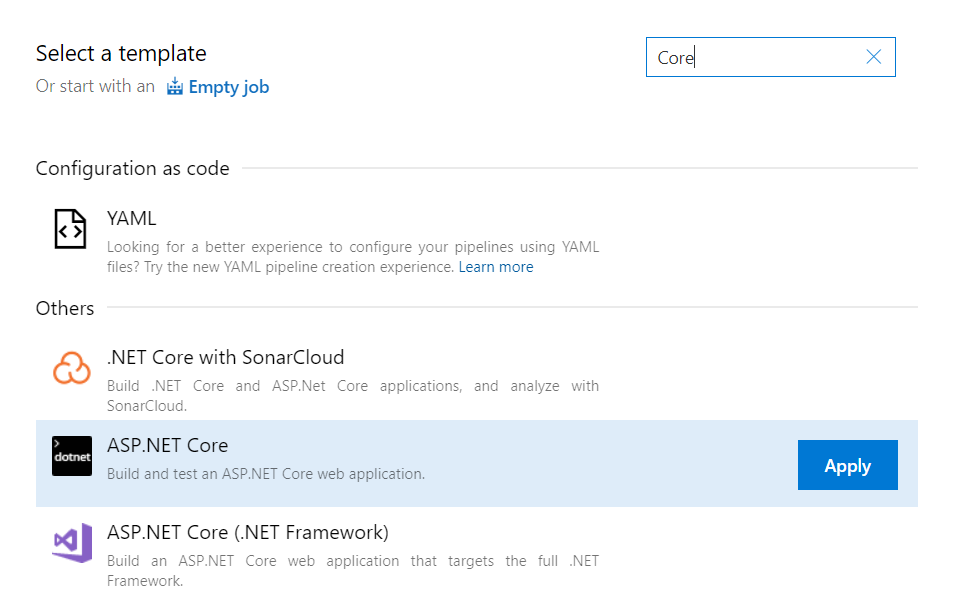 Select a template
Core
Or start with an Empty job
Configuration as code
YAML
Looking for a better experience to configure your pipelines using YAML
files? Try the new YAML pipeline creation experience. Learn more
Others
.NET Core with SonarCloud
Build .NET Core and ASP.Net Core applications, and analyze with
SonarCloud.
dotnet
ASP.NET Core
Build and test an ASP.NET Core web application.
Apply
ASP.NET Core (.NET Framework)
Build an ASP.NET Core web application that targets the full .NET
Framework.